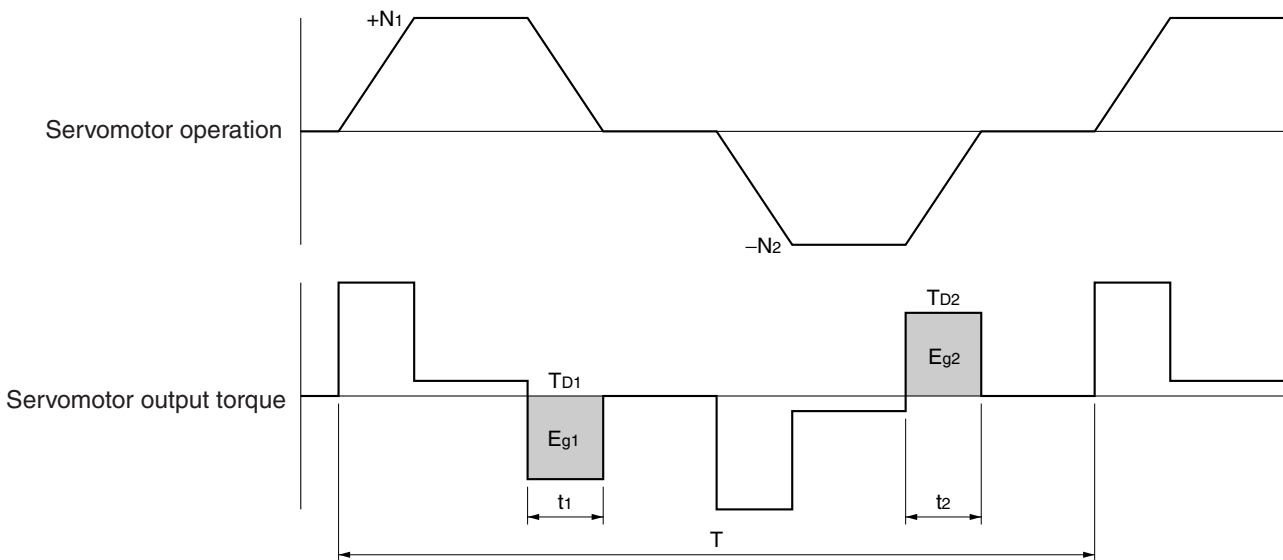 +N1
Servomotor operation
–N2
TD2
Eg2
TD1
Servomotor output torque
Eg1
t1
t2
T